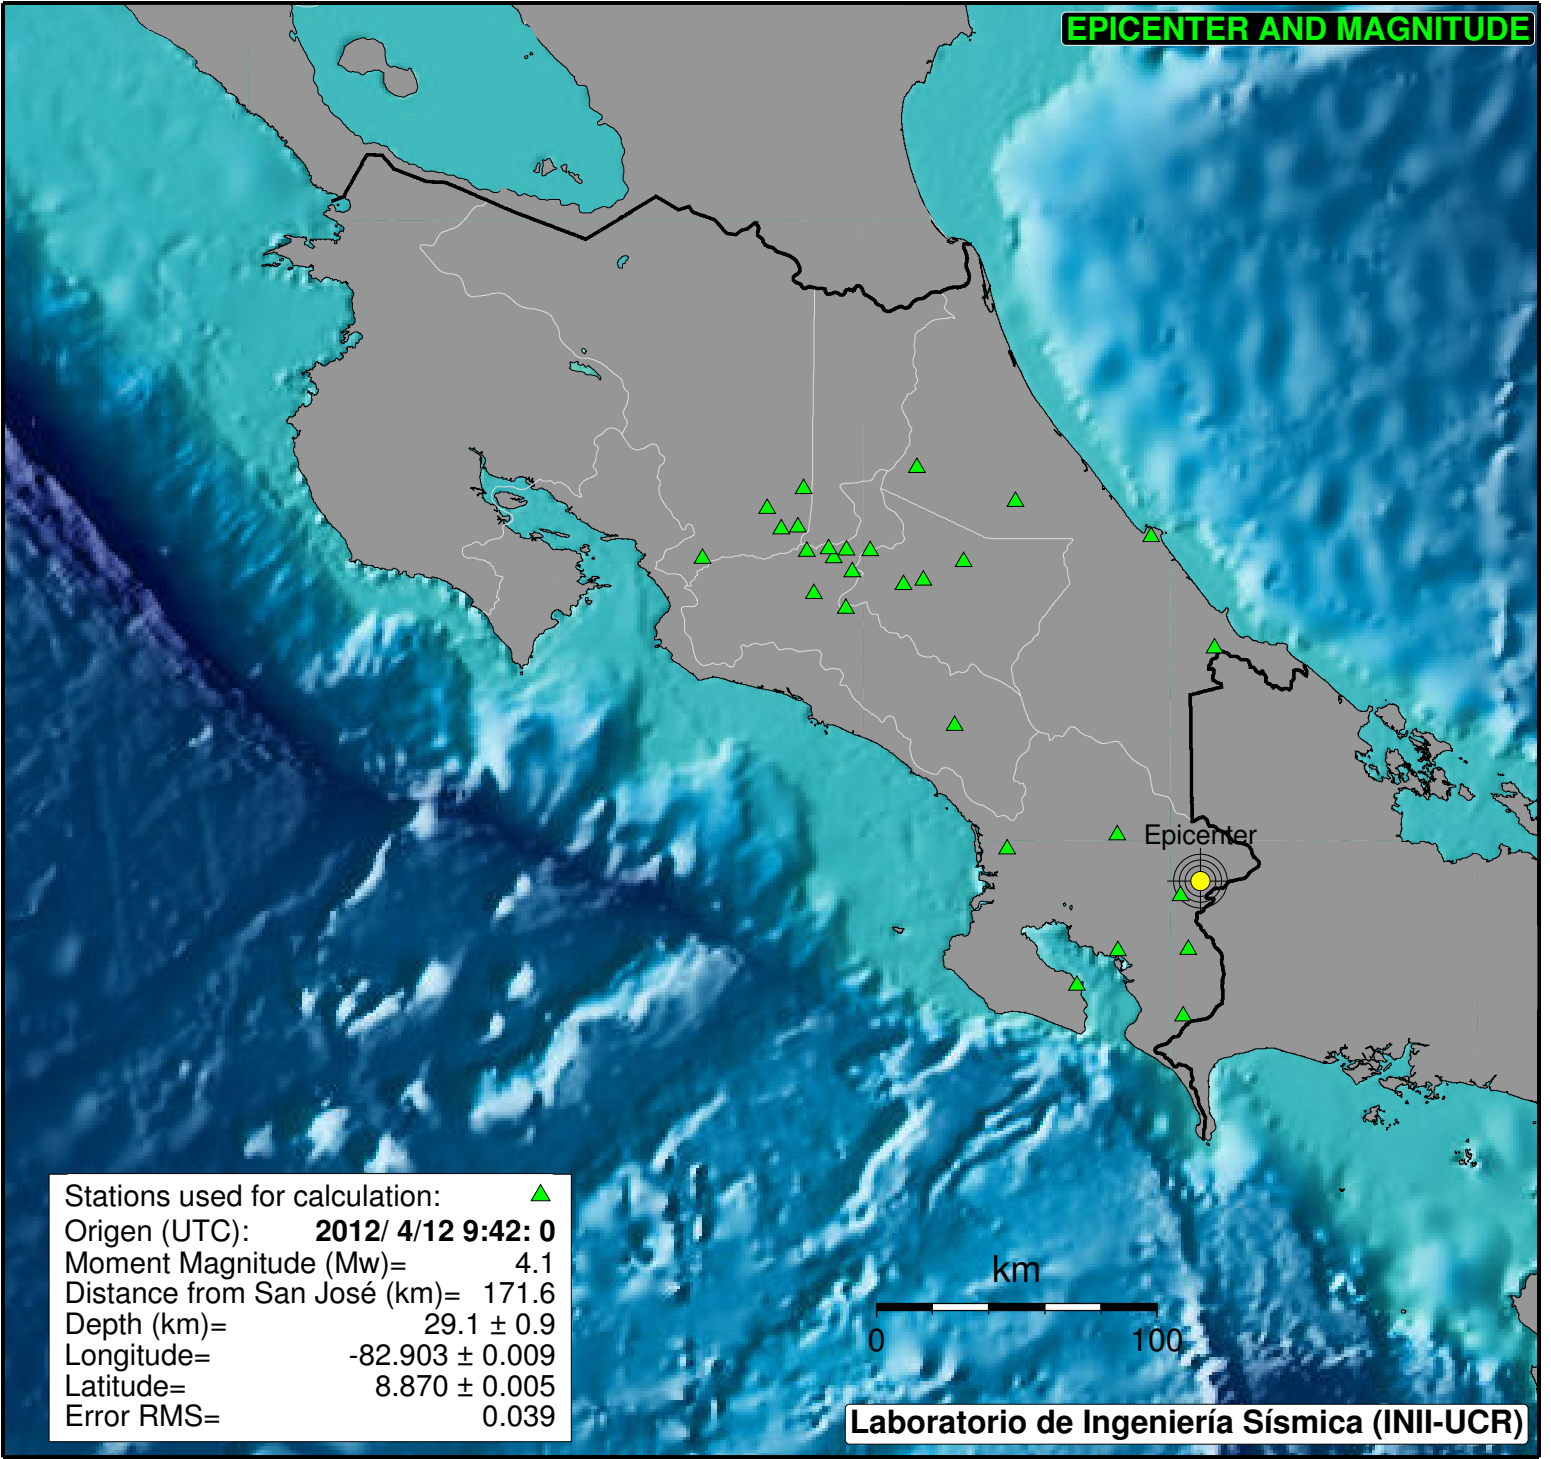 EPICENTER AND MAGNITUDE
Epicenter
Stations used for calculation:
Origen (UTC): 2012/ 4/12 9:42: 0
Moment Magnitude (Mw)= 4.1
Distance from San José (km)= 171.6
Depth (km)= 29.1 ± 0.9
Longitude= -82.903 ± 0.009
Latitude= 8.870 ± 0.005
Error RMS= 0.039
km
0 100
Laboratorio de Ingeniería Sísmica (INII-UCR)